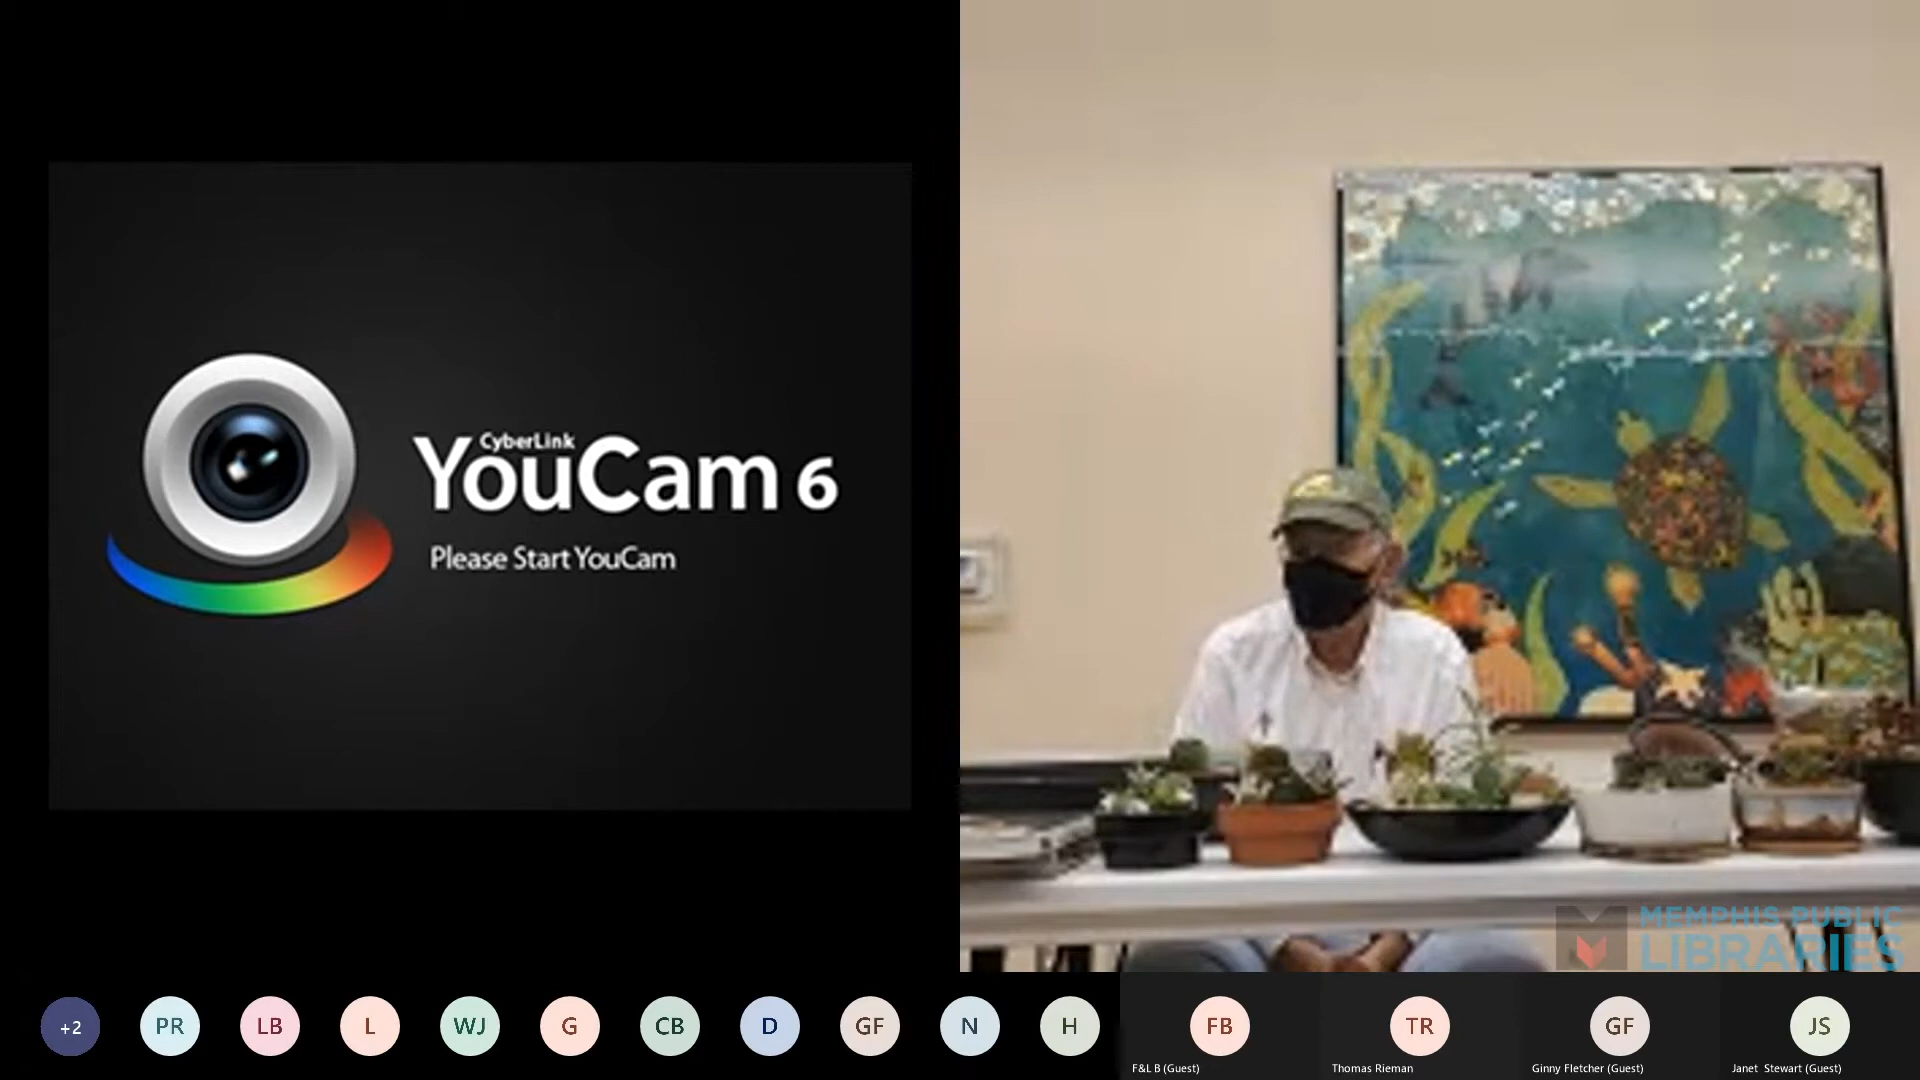 CyberLink
YouCam 6
Please Start YouCam
MEMPHIS PUBLIC
LIBRARIES
+2
PR
LB
L
WJ
G
CB
D
GF
N
H
FB
TR
GF
JS
F&L B (Guest)
Thomas Rieman
Ginny Fletcher (Guest)
Janet Stewart (Guest)